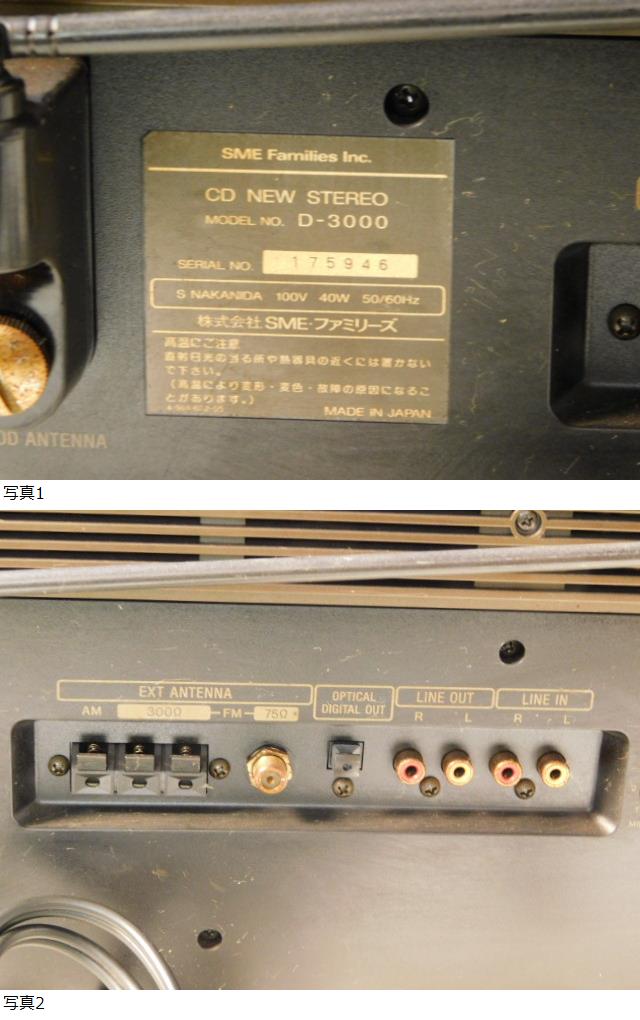 SME Families Inc.
CD NEW STEREO
MODEL NO. D-3000
SERIAL NO. 175946
S NAKANIDA 100V 40W 50/60Hz
株式会社 SME・ファミリーズ
高温にご注意
直射日光の当る所や熱器具の近くには置かない
で下さい。
(高温により変形・変色・故障の原因になるこ
とがあります。)
MADE IN JAPAN
OD ANTENNA
写真1
EXT ANTENNA
AM 300Ω FM 75Ω
OPTICAL
DIGITAL OUT
LINE OUT
R L
LINE IN
R L
写真2